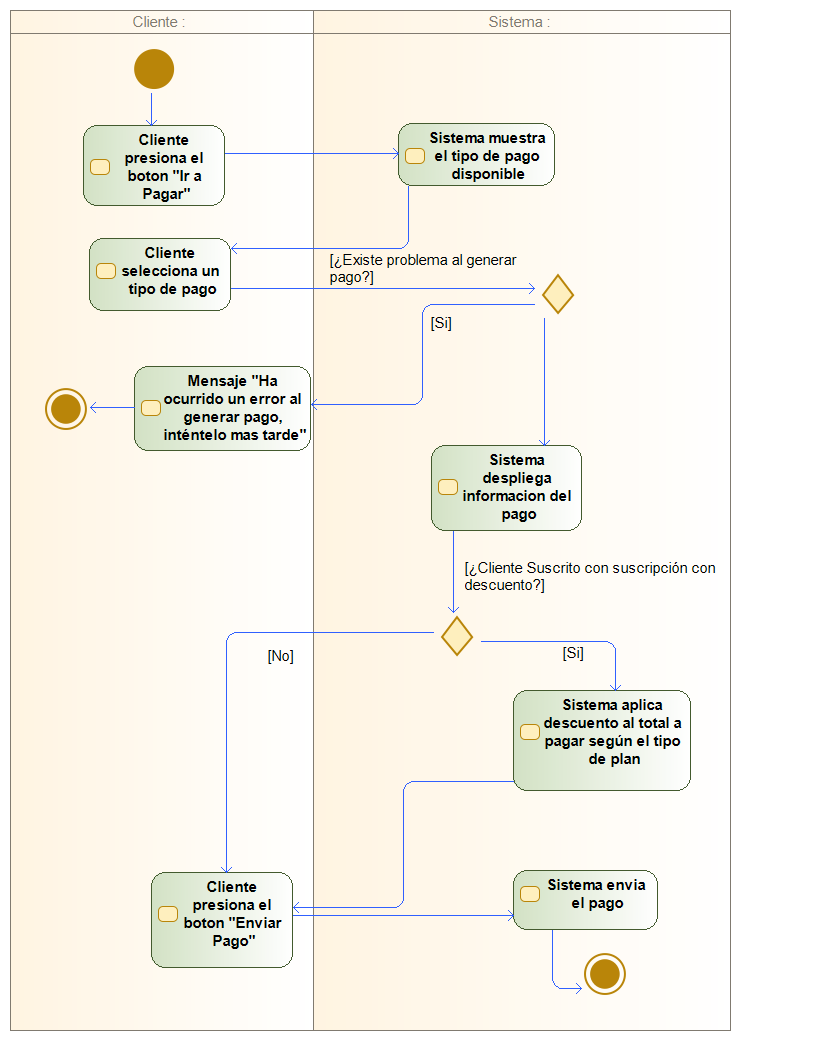 Cliente :
Sistema :
Cliente
presiona el
boton "Ir a
Pagar"
Sistema muestra
el tipo de pago
disponible
Cliente
selecciona un
tipo de pago
[¿Existe problema al generar
pago?]
[Si]
Mensaje "Ha
ocurrido un error al
generar pago,
inténtelo mas tarde"
Sistema
despliega
informacion del
pago
[¿Cliente Suscrito con suscripción con
descuento?]
[No]
[Si]
Sistema aplica
descuento al total a
pagar según el tipo
de plan
Cliente
presiona el
boton "Enviar
Pago"
Sistema envia
el pago